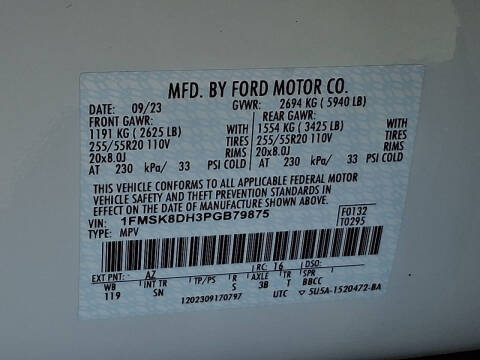 MFD. BY FORD MOTOR CO.
DATE: 09/23 GVWR: 2694 KG (5940 LB)
FRONT GAWR: REAR GAWR:
1191 KG (2625 LB) WITH 1554 KG (3425 LB) WITH
255/55R20 110V TIRES 255/55R20 110V TIRES
20x8.0J RIMS 20x8.0J RIMS
AT 230 kPa/ 33 PSI COLD AT 230 kPa/ 33 PSI COLD
THIS VEHICLE CONFORMS TO ALL APPLICABLE FEDERAL MOTOR
VEHICLE SAFETY AND THEFT PREVENTION STANDARDS IN
EFFECT ON THE DATE OF MANUFACTURE SHOWN ABOVE.
VIN: 1FMSK8DH3PGB79875 F0132
TYPE: MPV T0295
EXT PNT: AZ RC: 16 DSO:
WB INT TR TP/PS R AXLE TR SPR
119 SN S 3B T BBCC
1202309170797 UTC ▽5U5A-1520472-BA